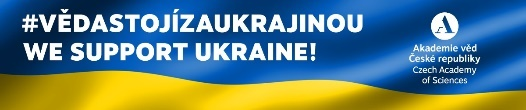 #VĚDASTOJÍZAUKRAJINOU
WE SUPPORT UKRAINE!
A
Akademie věd
České republiky
Czech Academy
of Sciences